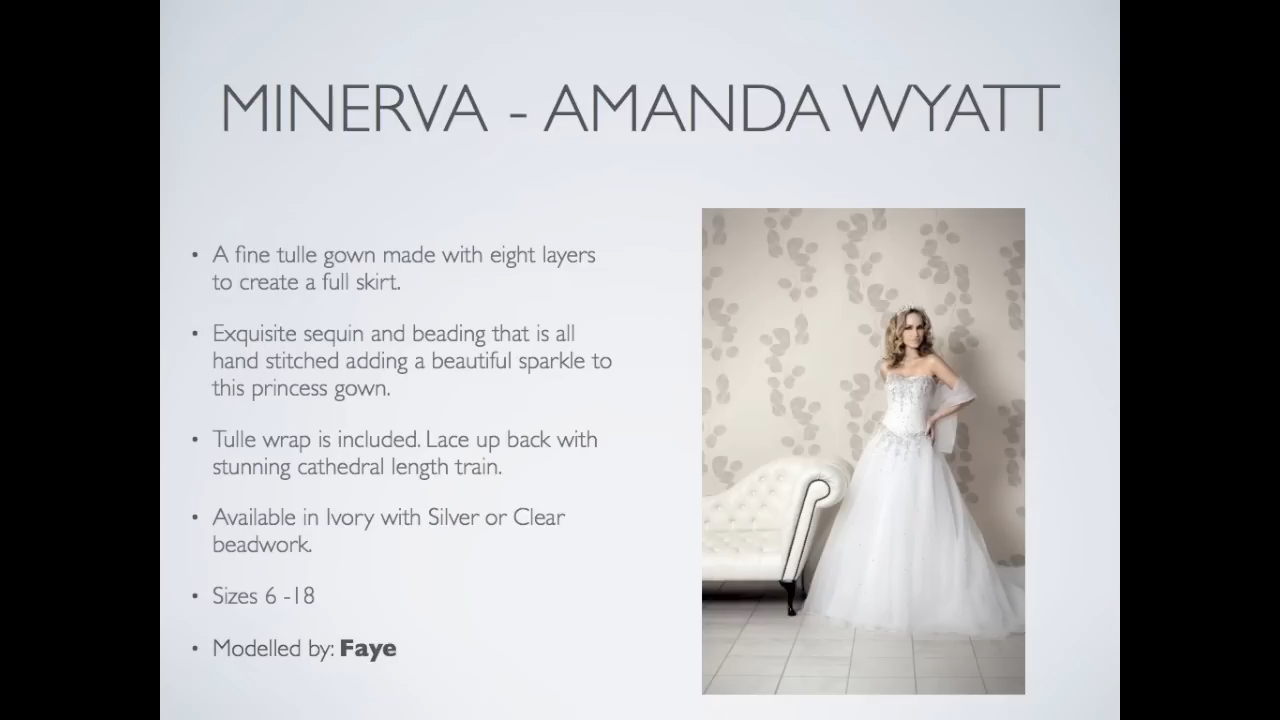 MINERVA - AMANDA WYATT
• A fine tulle gown made with eight layers
to create a full skirt.
• Exquisite sequin and beading that is all
hand stitched adding a beautiful sparkle to
this princess gown.
• Tulle wrap is included. Lace up back with
stunning cathedral length train.
• Available in Ivory with Silver or Clear
beadwork.
• Sizes 6 -18
• Modelled by: Faye